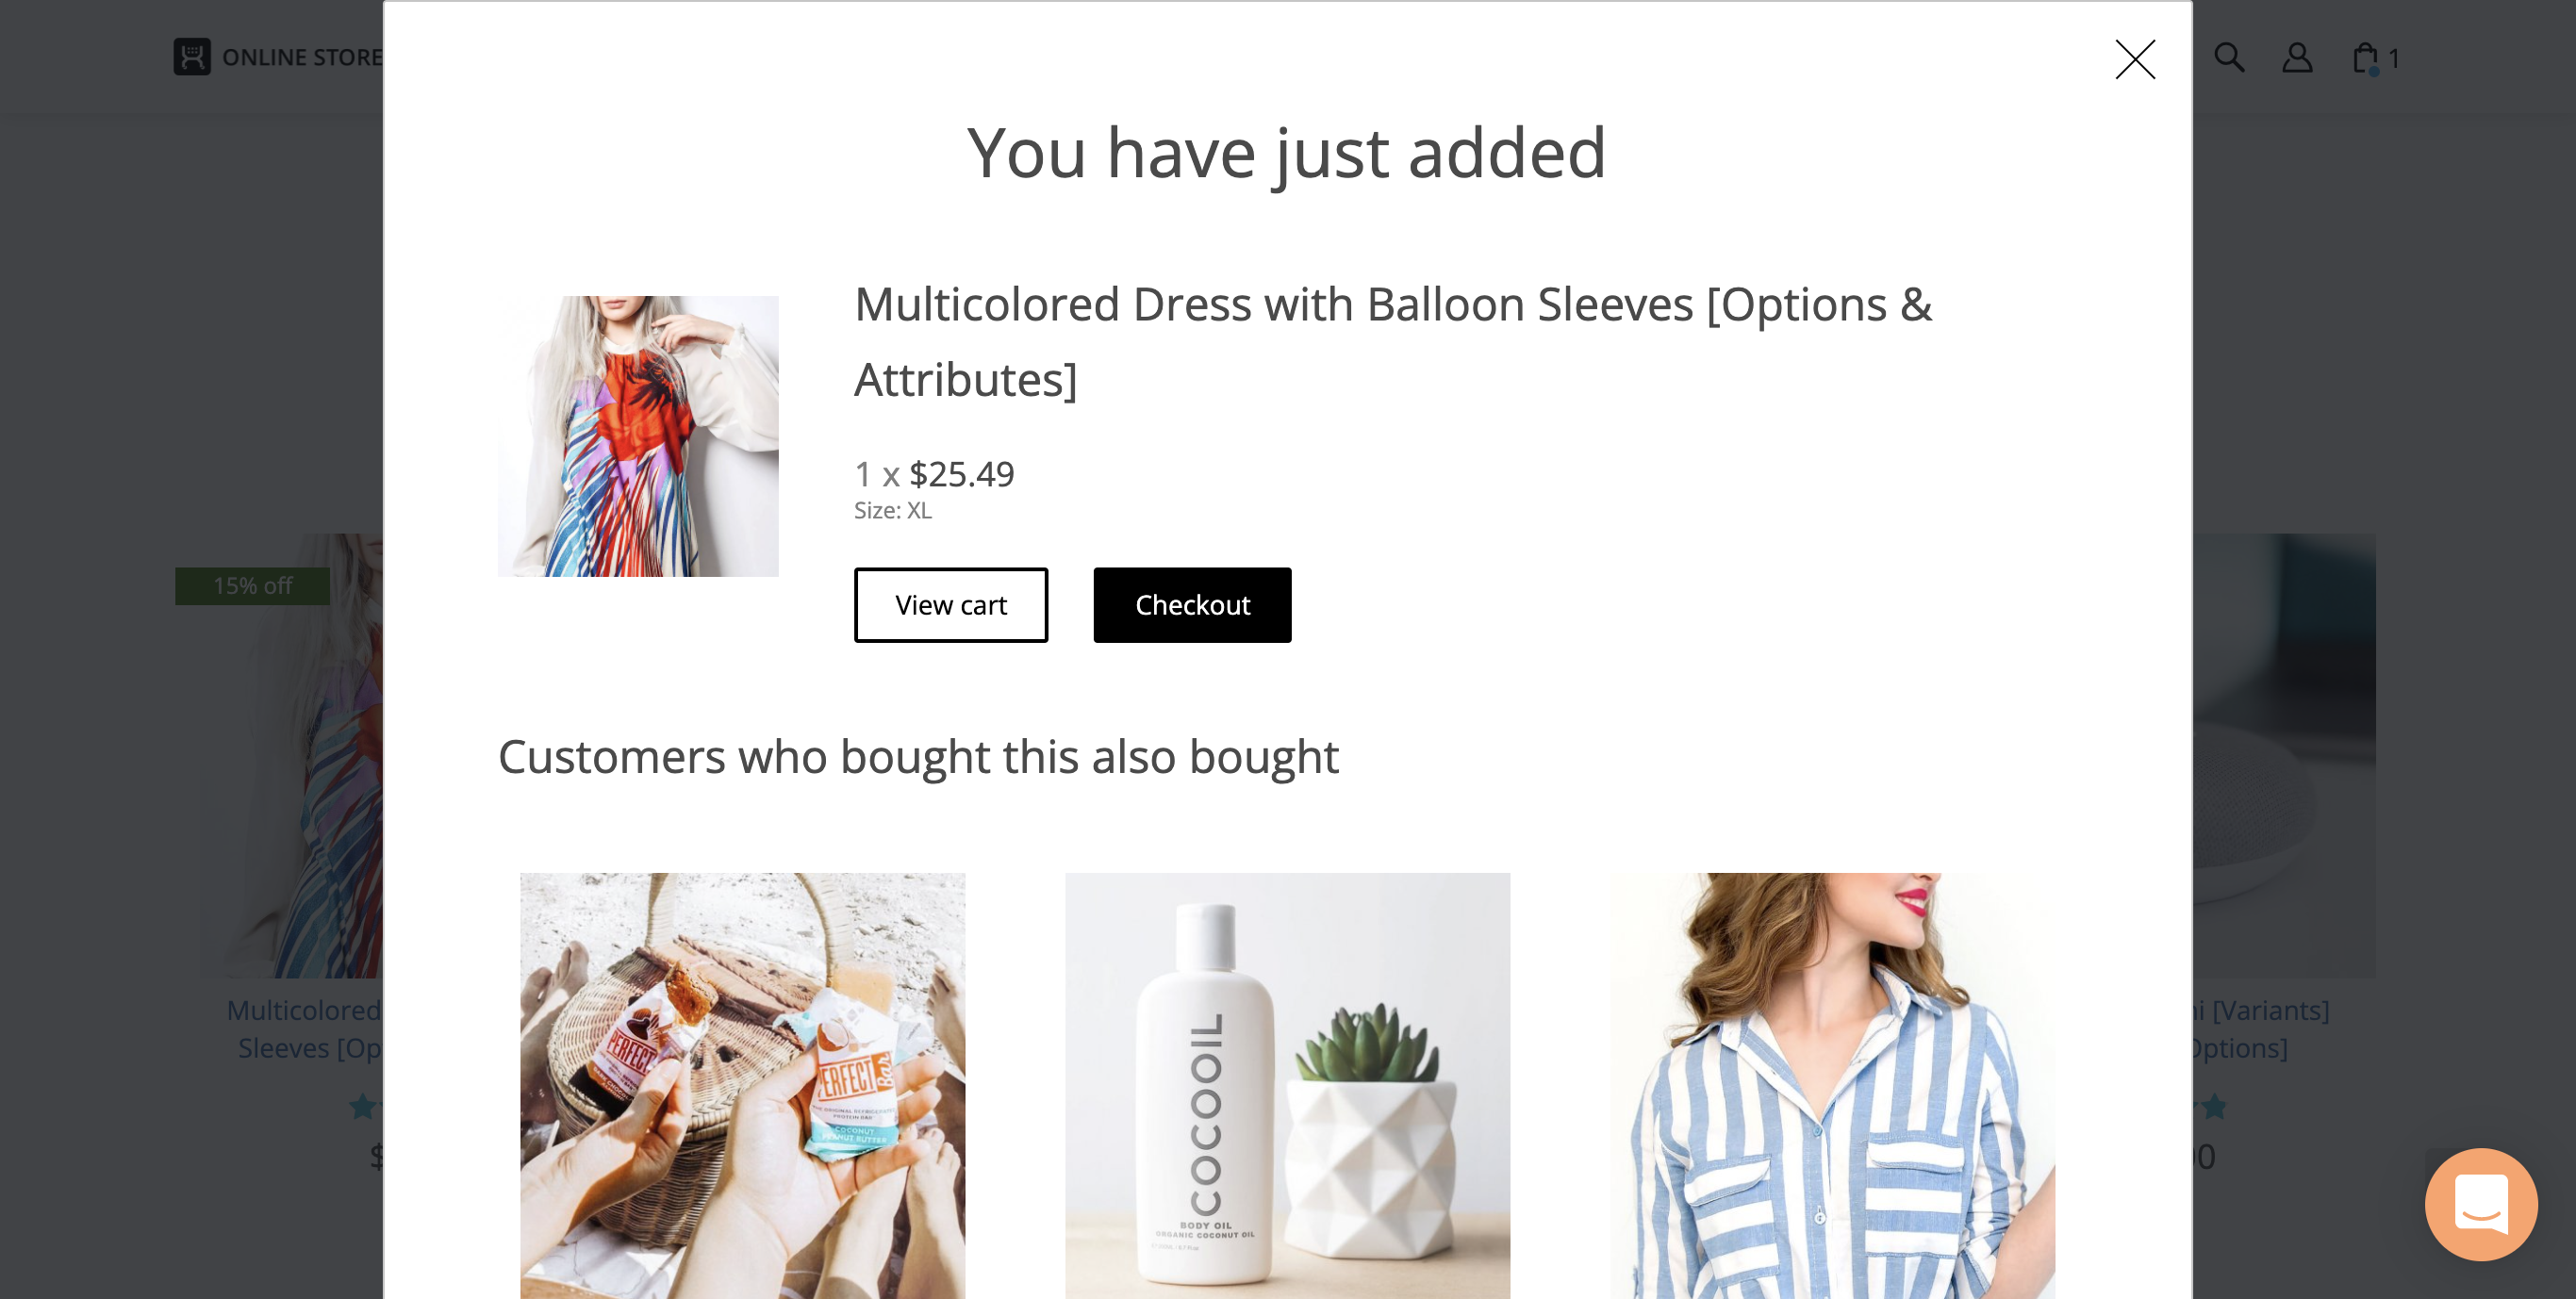 ONLINE STORE
1
You have just added
Multicolored Dress with Balloon Sleeves [Options &
Attributes]
1 x $25.49
Size: XL
View cart
Checkout
15% off
Customers who bought this also bought
PERFECT
PERFECT Bar
COCONUT
PEANUT BUTTER
COCOOIL
BODY OIL
ORGANIC COCONUT OIL
Multicolored
Sleeves [Op
[Variants]
ptions]
$
00